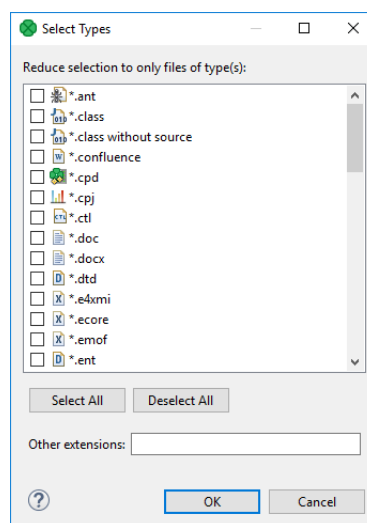 Select Types
Reduce selection to only files of type(s):
*.ant
*.class
*.class without source
*.confluence
*.cpd
*.cpj
*.ctl
*.doc
*.docx
*.dtd
*.e4xmi
*.ecore
*.emof
*.ent
Select All Deselect All
Other extensions:
? OK Cancel